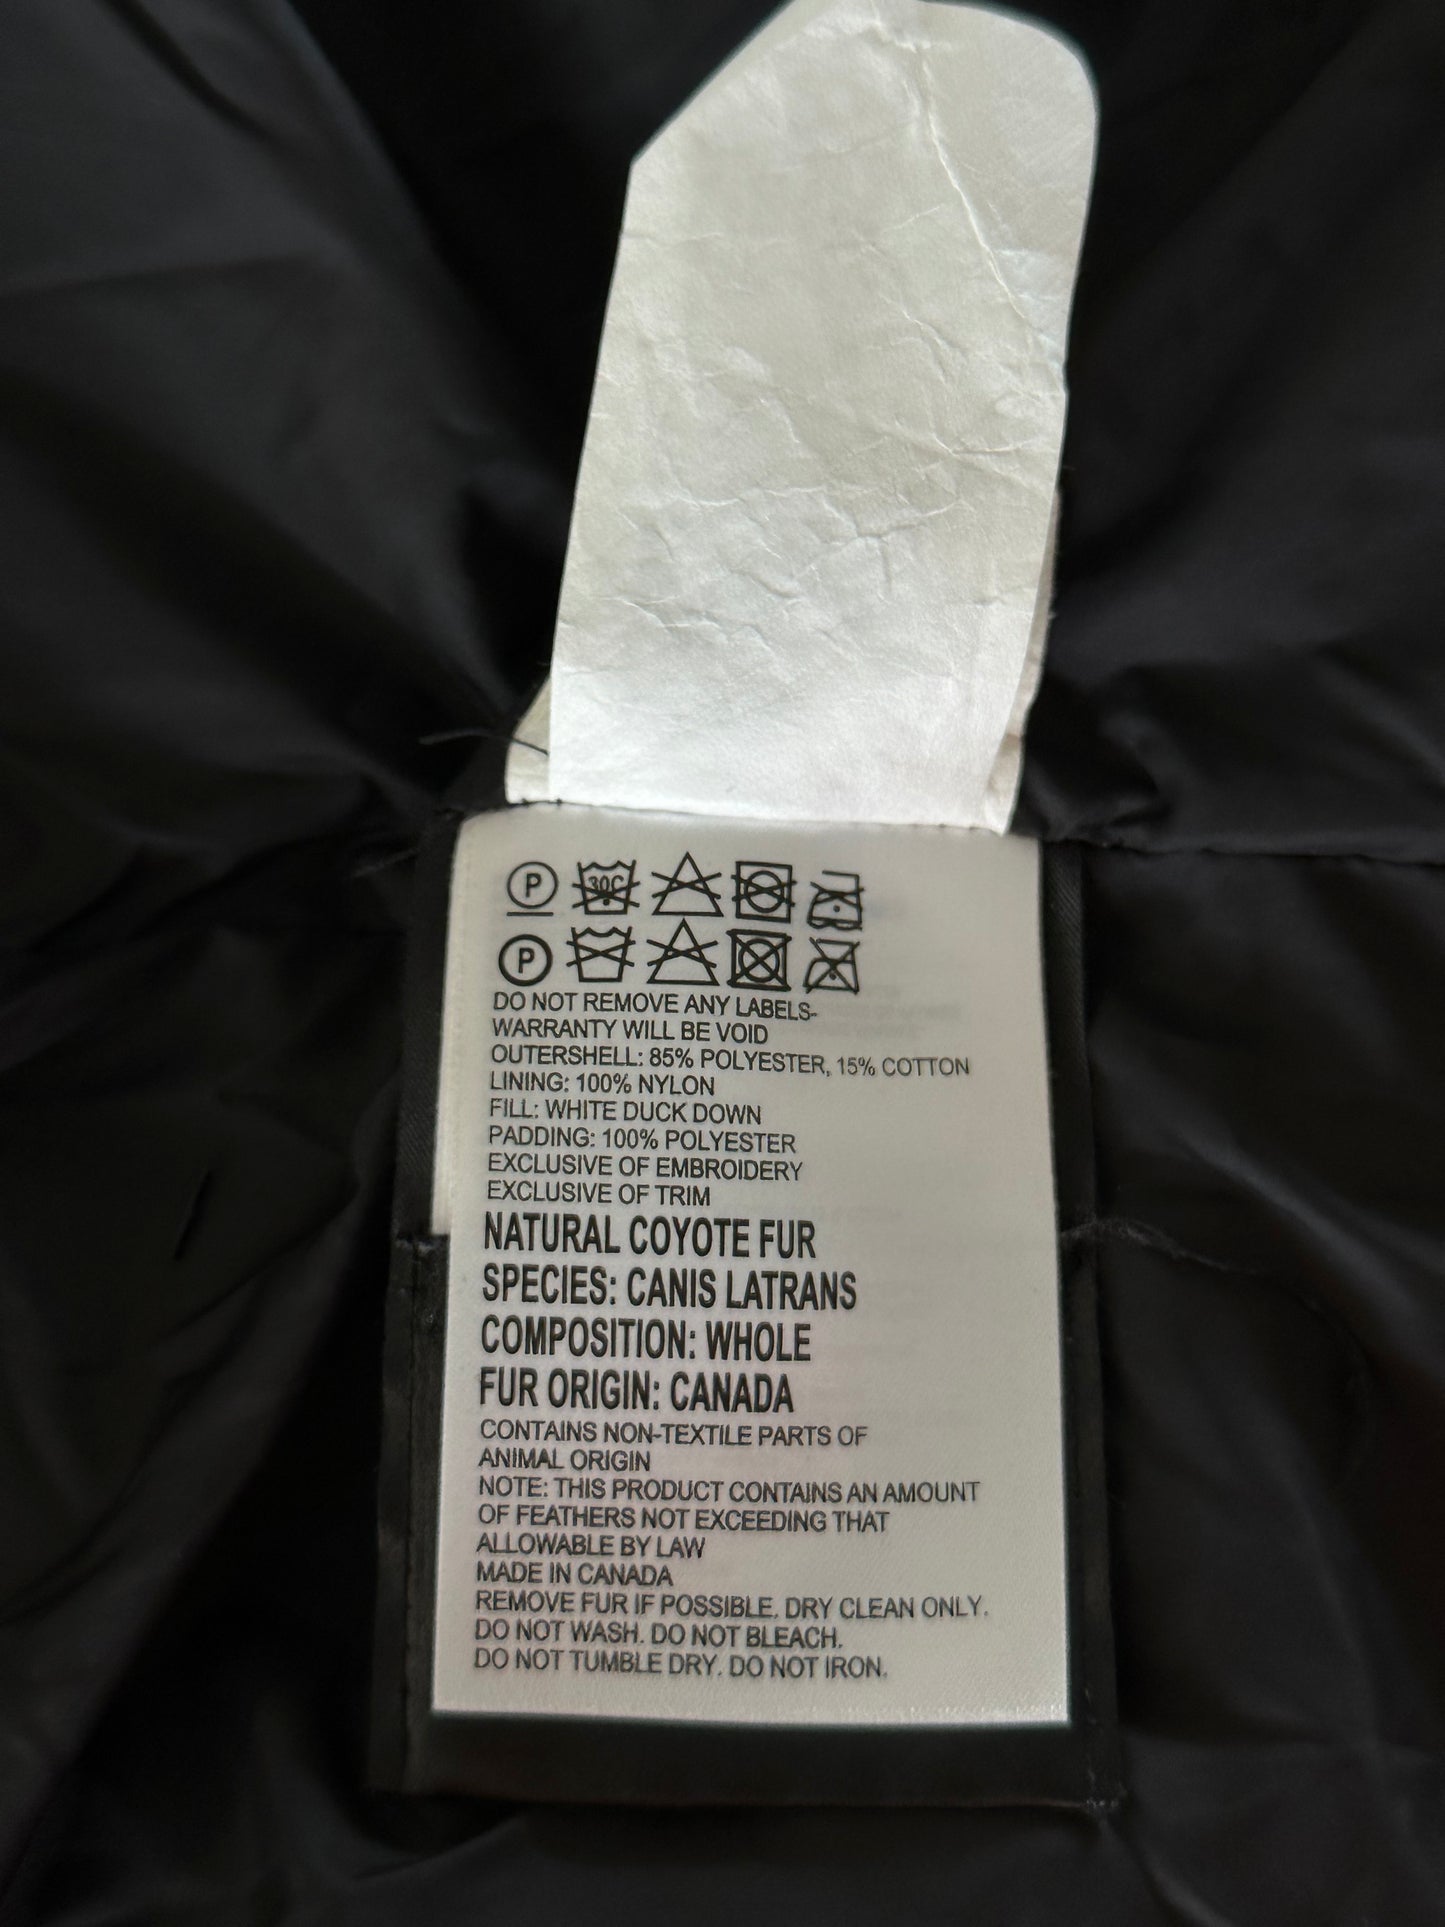 P 30C
P
DO NOT REMOVE ANY LABELS-
WARRANTY WILL BE VOID
OUTERSHELL: 85% POLYESTER, 15% COTTON
LINING: 100% NYLON
FILL: WHITE DUCK DOWN
PADDING: 100% POLYESTER
EXCLUSIVE OF EMBROIDERY
EXCLUSIVE OF TRIM
NATURAL COYOTE FUR
SPECIES: CANIS LATRANS
COMPOSITION: WHOLE
FUR ORIGIN: CANADA
CONTAINS NON-TEXTILE PARTS OF
ANIMAL ORIGIN
NOTE: THIS PRODUCT CONTAINS AN AMOUNT
OF FEATHERS NOT EXCEEDING THAT
ALLOWABLE BY LAW
MADE IN CANADA
REMOVE FUR IF POSSIBLE. DRY CLEAN ONLY.
DO NOT WASH. DO NOT BLEACH.
DO NOT TUMBLE DRY. DO NOT IRON.